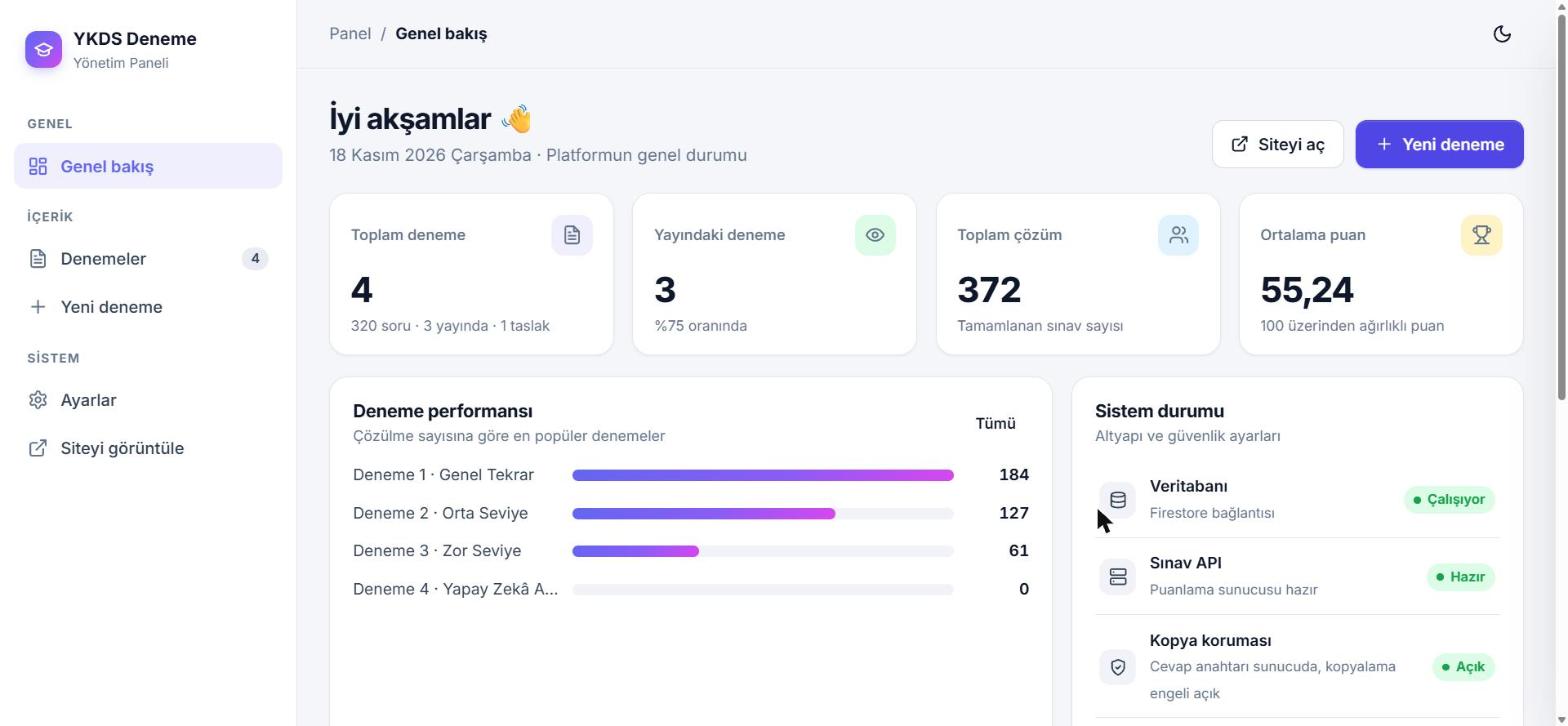 YKDS Deneme
Yönetim Paneli
GENEL
Genel bakış
İÇERİK
Denemeler 4
Yeni deneme
SİSTEM
Ayarlar
Siteyi görüntüle
Panel / Genel bakış
İyi akşamlar 👋
18 Kasım 2026 Çarşamba · Platformun genel durumu
Siteyi aç
Yeni deneme
Toplam deneme
4
320 soru · 3 yayında · 1 taslak
Yayındaki deneme
3
%75 oranında
Toplam çözüm
372
Tamamlanan sınav sayısı
Ortalama puan
55,24
100 üzerinden ağırlıklı puan
Deneme performansı
Çözülme sayısına göre en popüler denemeler
Tümü
Deneme 1 · Genel Tekrar 184
Deneme 2 · Orta Seviye 127
Deneme 3 · Zor Seviye 61
Deneme 4 · Yapay Zekâ A... 0
Sistem durumu
Altyapı ve güvenlik ayarları
Veritabanı
Firestore bağlantısı
Çalışıyor
Sınav API
Puanlama sunucusu hazır
Hazır
Kopya koruması
Cevap anahtarı sunucuda, kopyalama
engeli açık
Açık